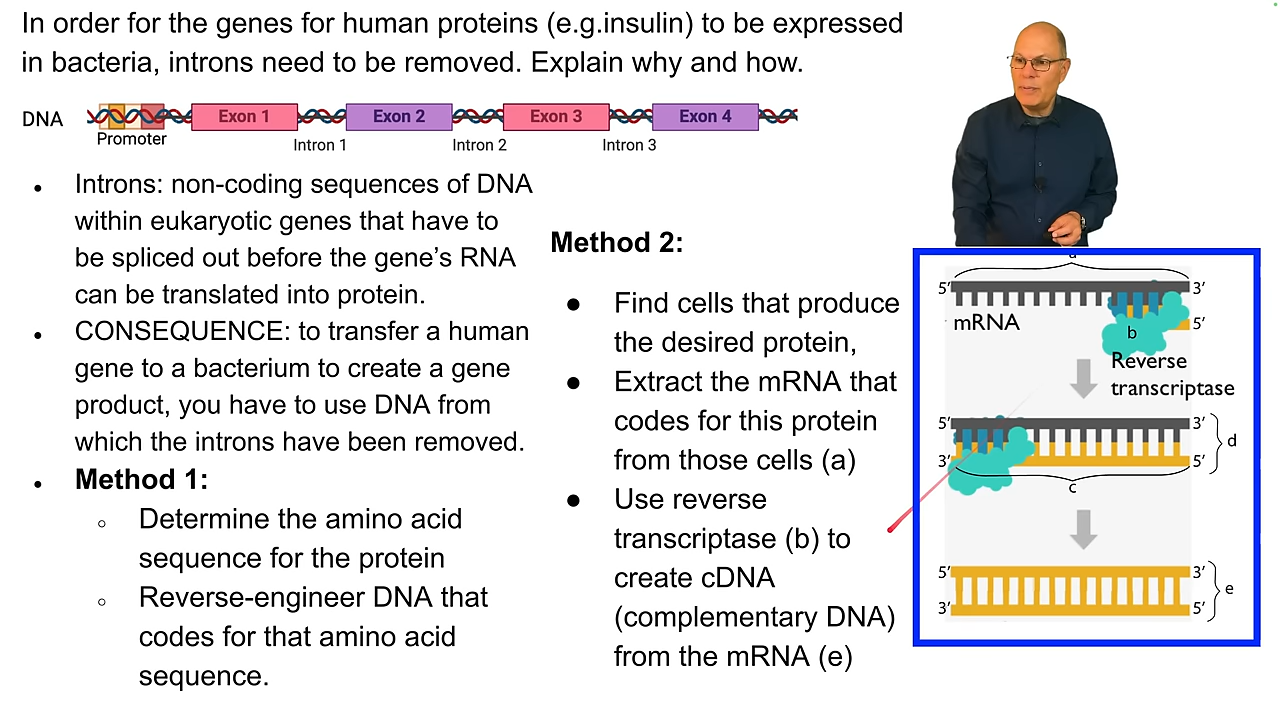 In order for the genes for human proteins (e.g.insulin) to be expressed
in bacteria, introns need to be removed. Explain why and how.
DNA
Exon 1
Exon 2
Exon 3
Exon 4
Promoter
Intron 1
Intron 2
Intron 3
• Introns: non-coding sequences of DNA
within eukaryotic genes that have to
be spliced out before the gene's RNA
can be translated into protein.
• CONSEQUENCE: to transfer a human
gene to a bacterium to create a gene
product, you have to use DNA from
which the introns have been removed.
• Method 1:
○ Determine the amino acid
sequence for the protein
○ Reverse-engineer DNA that
codes for that amino acid
sequence.
Method 2:
● Find cells that produce
the desired protein,
● Extract the mRNA that
codes for this protein
from those cells (a)
● Use reverse
transcriptase (b) to
create cDNA
(complementary DNA)
from the mRNA (e)
5′ 3′
mRNA
b
5′
Reverse
transcriptase
5′ 3′
d
3′ 5′
c
5′ 3′
e
3′ 5′